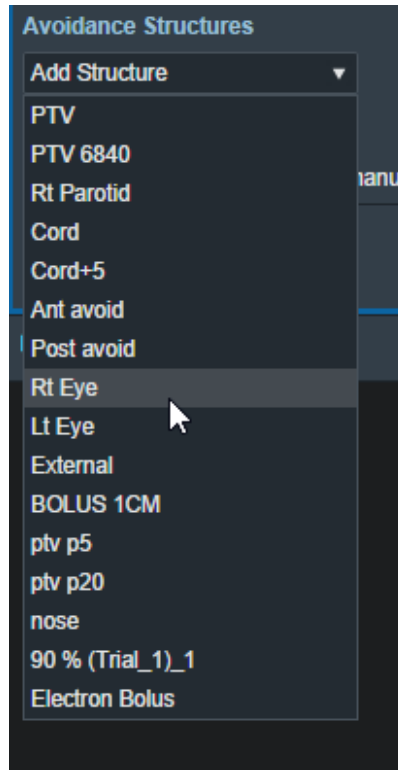 Avoidance Structures
Add Structure
PTV
PTV 6840
Rt Parotid
Cord
Cord+5
Ant avoid
Post avoid
Rt Eye
Lt Eye
External
BOLUS 1CM
ptv p5
ptv p20
nose
90 % (Trial_1)_1
Electron Bolus